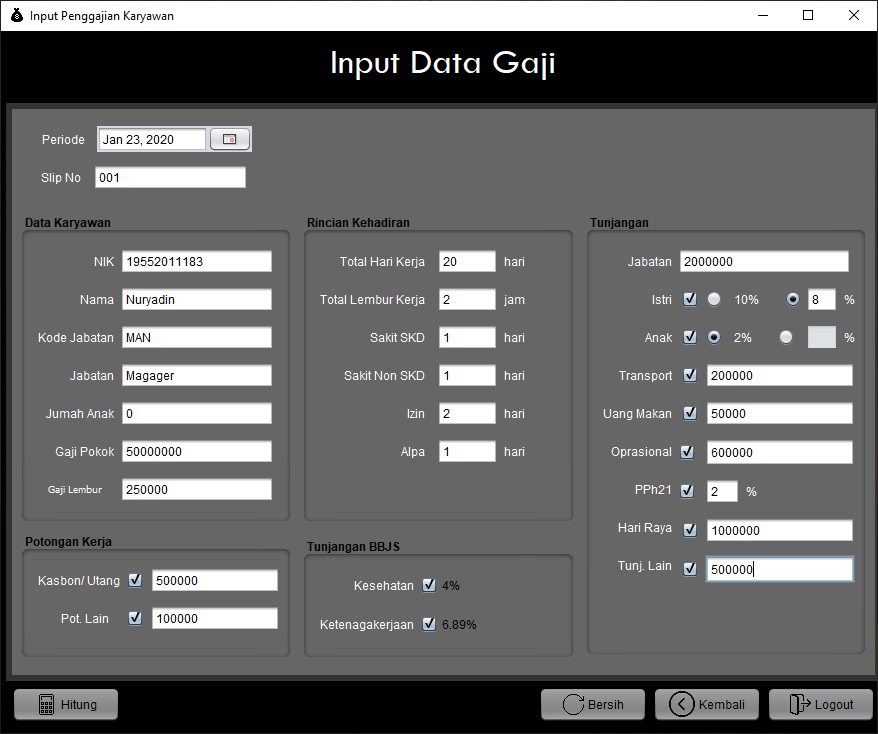 Input Penggajian Karyawan
Input Data Gaji
Periode Jan 23, 2020
Slip No 001
Data Karyawan
NIK 19552011183
Nama Nuryadin
Kode Jabatan MAN
Jabatan Magager
Jumah Anak 0
Gaji Pokok 50000000
Gaji Lembur 250000
Potongan Kerja
Kasbon/ Utang 500000
Pot. Lain 100000
Rincian Kehadiran
Total Hari Kerja 20 hari
Total Lembur Kerja 2 jam
Sakit SKD 1 hari
Sakit Non SKD 1 hari
Izin 2 hari
Alpa 1 hari
Tunjangan BBJS
Kesehatan 4%
Ketenagakerjaan 6.89%
Tunjangan
Jabatan 2000000
Istri 10% 8 %
Anak 2% %
Transport 200000
Uang Makan 50000
Oprasional 600000
PPh21 2 %
Hari Raya 1000000
Tunj. Lain 500000
Hitung Bersih Kembali Logout